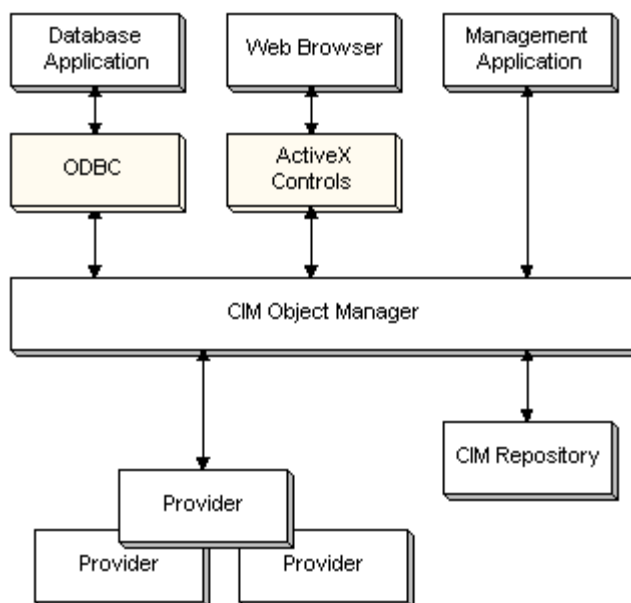 Database
Application
Web Browser
Management
Application
ODBC
ActiveX
Controls
CIM Object Manager
CIM Repository
Provider
Provider
Provider